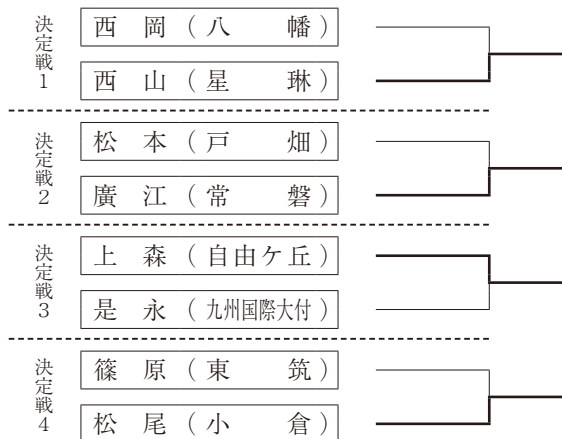 決定戦1
西岡(八幡)
西山(星琳)
決定戦2
松本(戸畑)
廣江(常磐)
決定戦3
上森(自由ケ丘)
是永(九州国際大付)
決定戦4
篠原(東筑)
松尾(小倉)